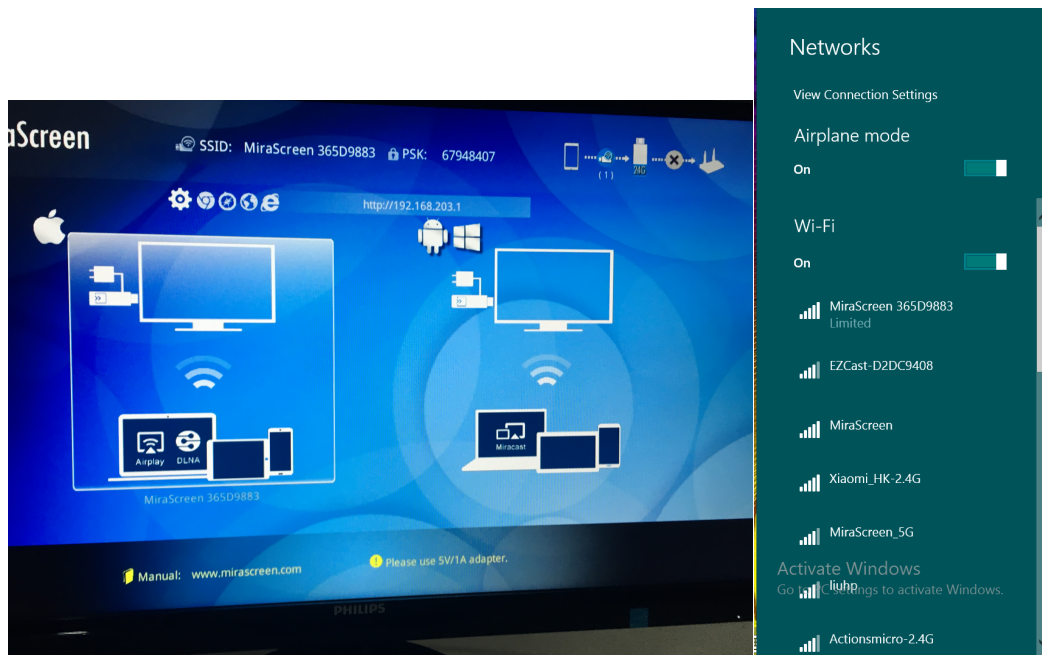 aScreen
SSID: MiraScreen 365D9883 PSK: 67948407
(1)
24G
http://192.168.203.1
Airplay DLNA
Miracast
MiraScreen 365D9883
Manual: www.mirascreen.com
! Please use 5V/1A adapter.
PHILIPS
Networks
View Connection Settings
Airplane mode
On
Wi-Fi
On
MiraScreen 365D9883
Limited
EZCast-D2DC9408
MiraScreen
Xiaomi_HK-2.4G
MiraScreen_5G
Activate Windows
liuhp
Go to PC settings to activate Windows.
Actionsmicro-2.4G